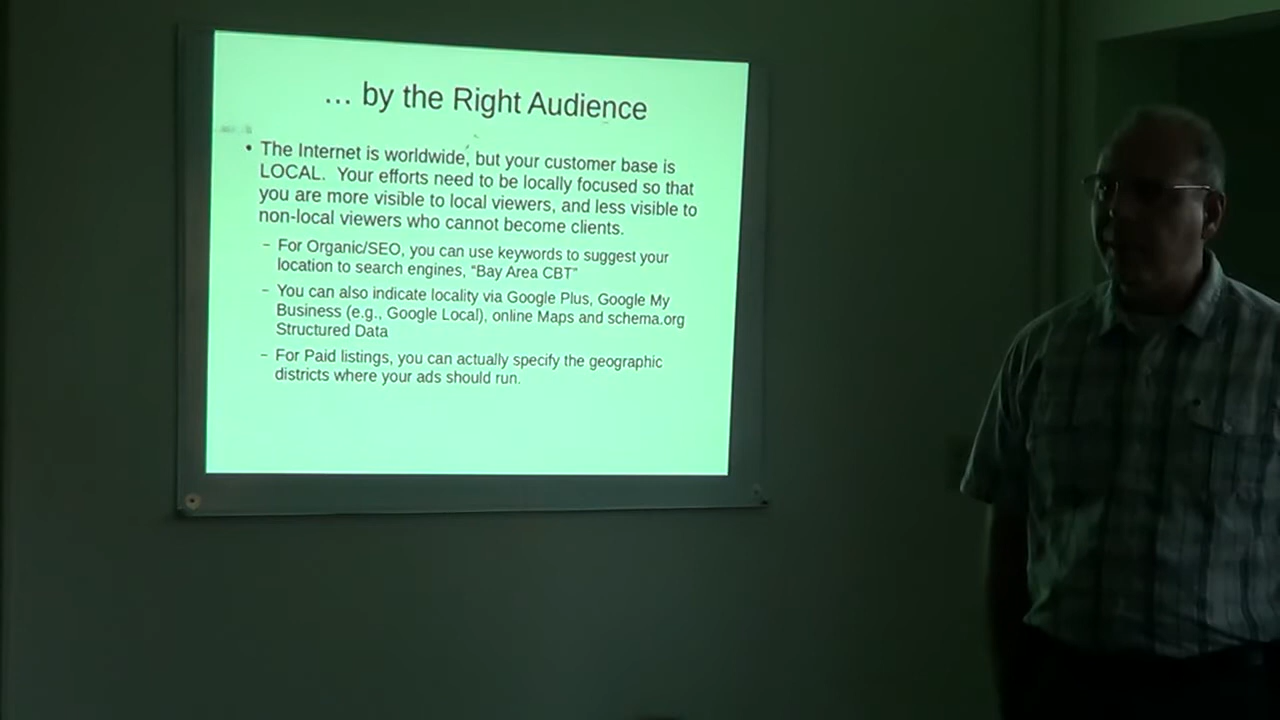 ... by the Right Audience
• The Internet is worldwide, but your customer base is
LOCAL.  Your efforts need to be locally focused so that
you are more visible to local viewers, and less visible to
non-local viewers who cannot become clients.
– For Organic/SEO, you can use keywords to suggest your
location to search engines, "Bay Area CBT"
– You can also indicate locality via Google Plus, Google My
Business (e.g., Google Local), online Maps and schema.org
Structured Data
– For Paid listings, you can actually specify the geographic
districts where your ads should run.